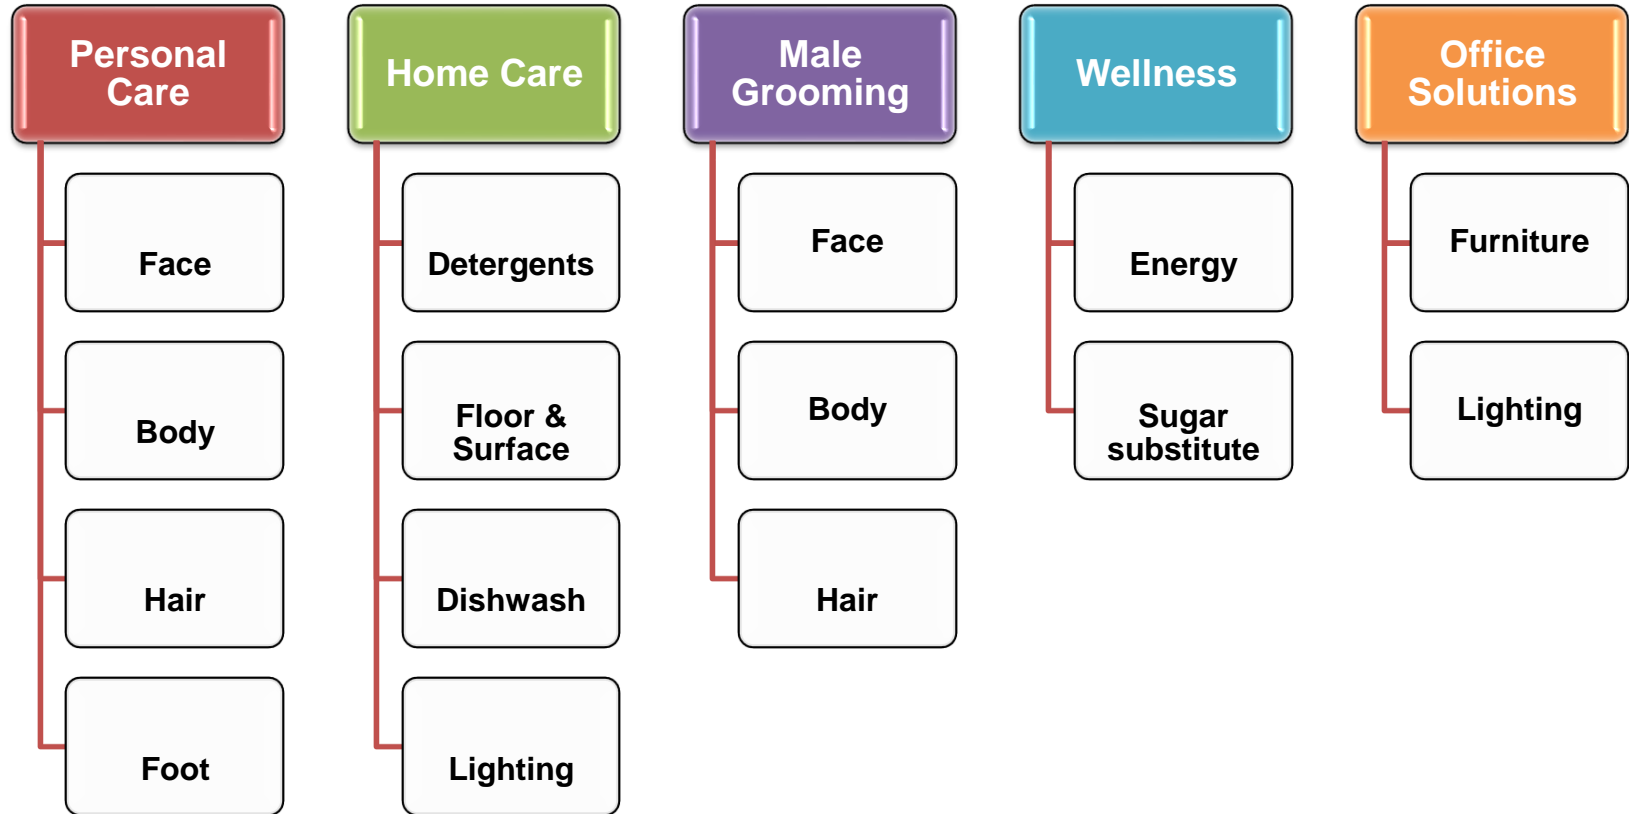 Personal
Care
Face
Body
Hair
Foot
Home Care
Detergents
Floor &
Surface
Dishwash
Lighting
Male
Grooming
Face
Body
Hair
Wellness
Energy
Sugar
substitute
Office
Solutions
Furniture
Lighting